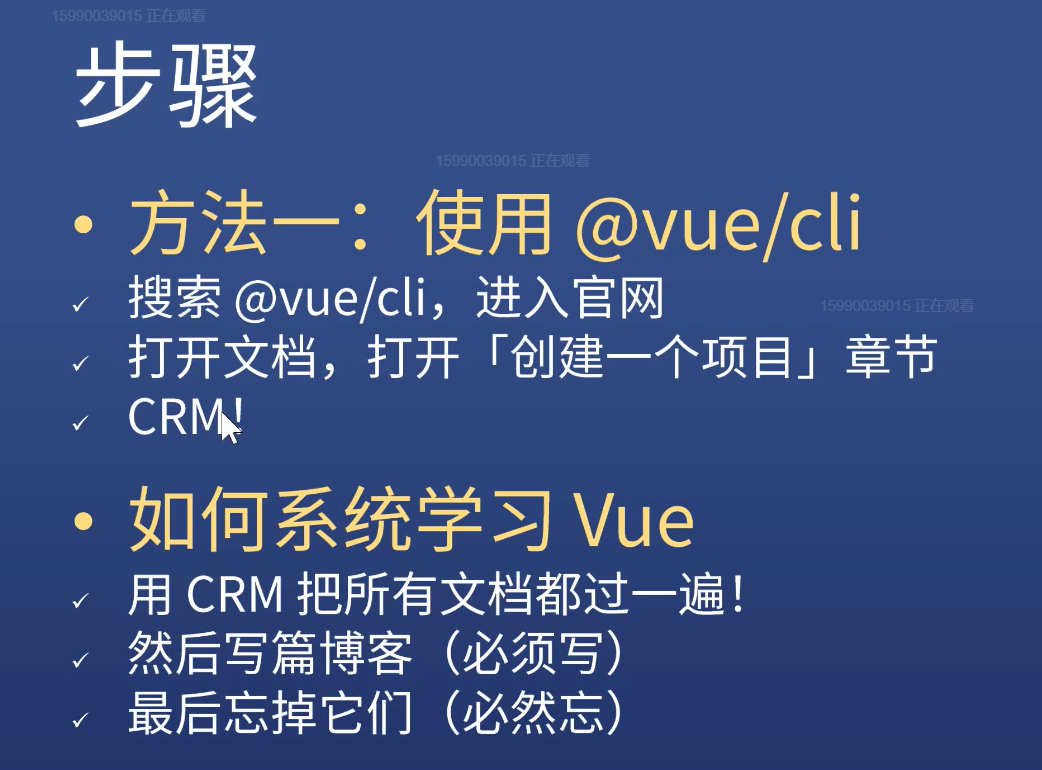 15990039015 正在观看
步骤
15990039015 正在观看
• 方法一：使用 @vue/cli
✓ 搜索 @vue/cli，进入官网
15990039015 正在观看
✓ 打开文档，打开「创建一个项目」章节
✓ CRM！
• 如何系统学习 Vue
✓ 用 CRM 把所有文档都过一遍！
✓ 然后写篇博客（必须写）
✓ 最后忘掉它们（必然忘）